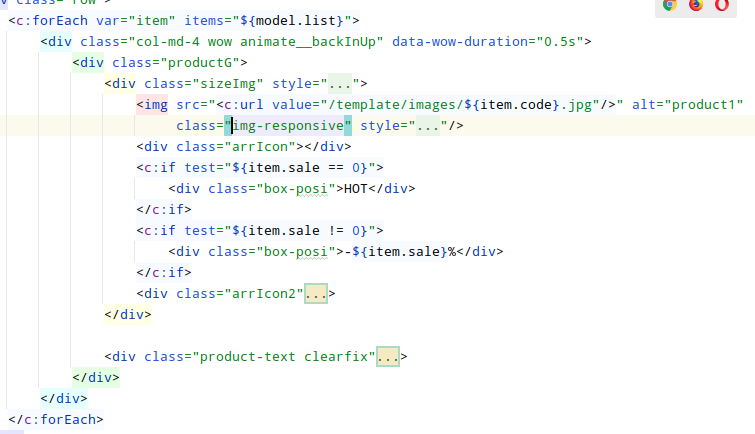 <c:forEach var="item" items="${model.list}">
<div class="col-md-4 wow animate__backInUp" data-wow-duration="0.5s">
<div class="productG">
<div class="sizeImg" style="...">
<img src="<c:url value="/template/images/${item.code}.jpg"/>" alt="product1"
class="img-responsive" style="..."/>
<div class="arrIcon"></div>
<c:if test="${item.sale == 0}">
<div class="box-posi">HOT</div>
</c:if>
<c:if test="${item.sale != 0}">
<div class="box-posi">-${item.sale}%</div>
</c:if>
<div class="arrIcon2"...>
</div>
<div class="product-text clearfix"...>
</div>
</div>
</c:forEach>